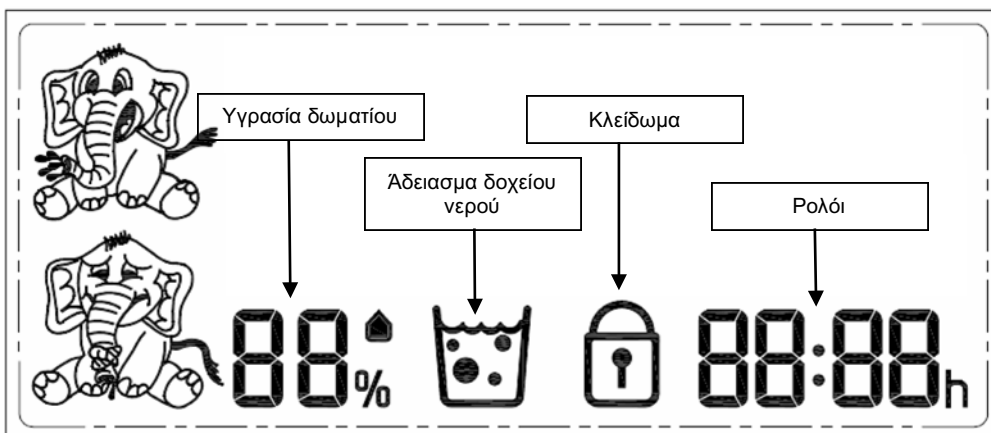 Υγρασία δωματίου
Κλείδωμα
Άδειασμα δοχείου
νερού
Ρολόι
88
%
88:88h